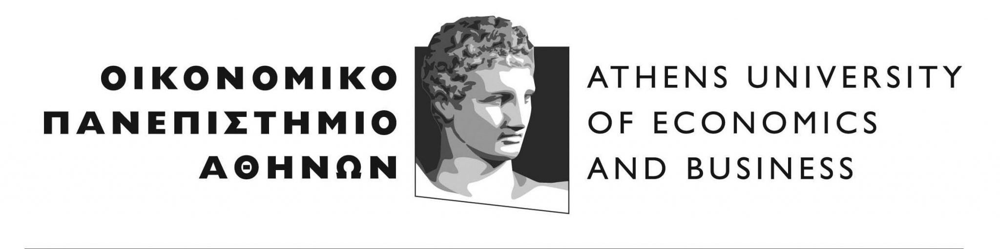 ΟΙΚΟΝΟΜΙΚΟ
ΠΑΝΕΠΙΣΤΗΜΙΟ
ΑΘΗΝΩΝ
ATHENS UNIVERSITY
OF ECONOMICS
AND BUSINESS